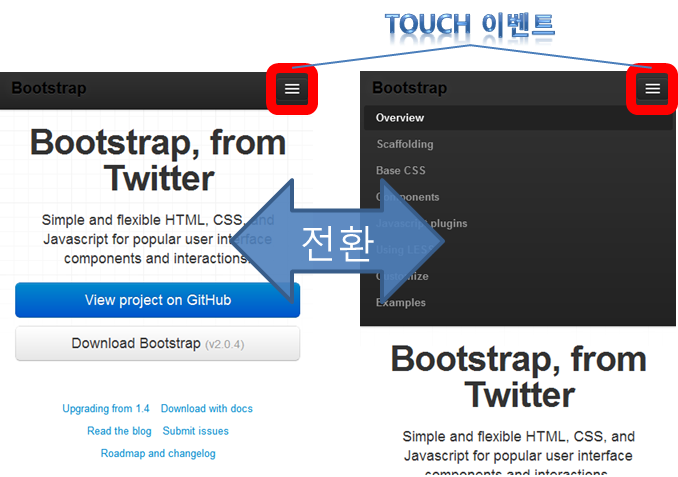 TOUCH 이벤트
Bootstrap
Bootstrap, from
Twitter
Simple and flexible HTML, CSS, and
Javascript for popular user interface
components and interactions.
View project on GitHub
Download Bootstrap (v2.0.4)
Upgrading from 1.4 Download with docs
Read the blog Submit issues
Roadmap and changelog
전환
Bootstrap
Overview
Scaffolding
Base CSS
Components
Javascript plugins
Using LESS
Customize
Examples
Bootstrap, from
Twitter
Simple and flexible HTML, CSS, and
Javascript for popular user interface
components and interactions.